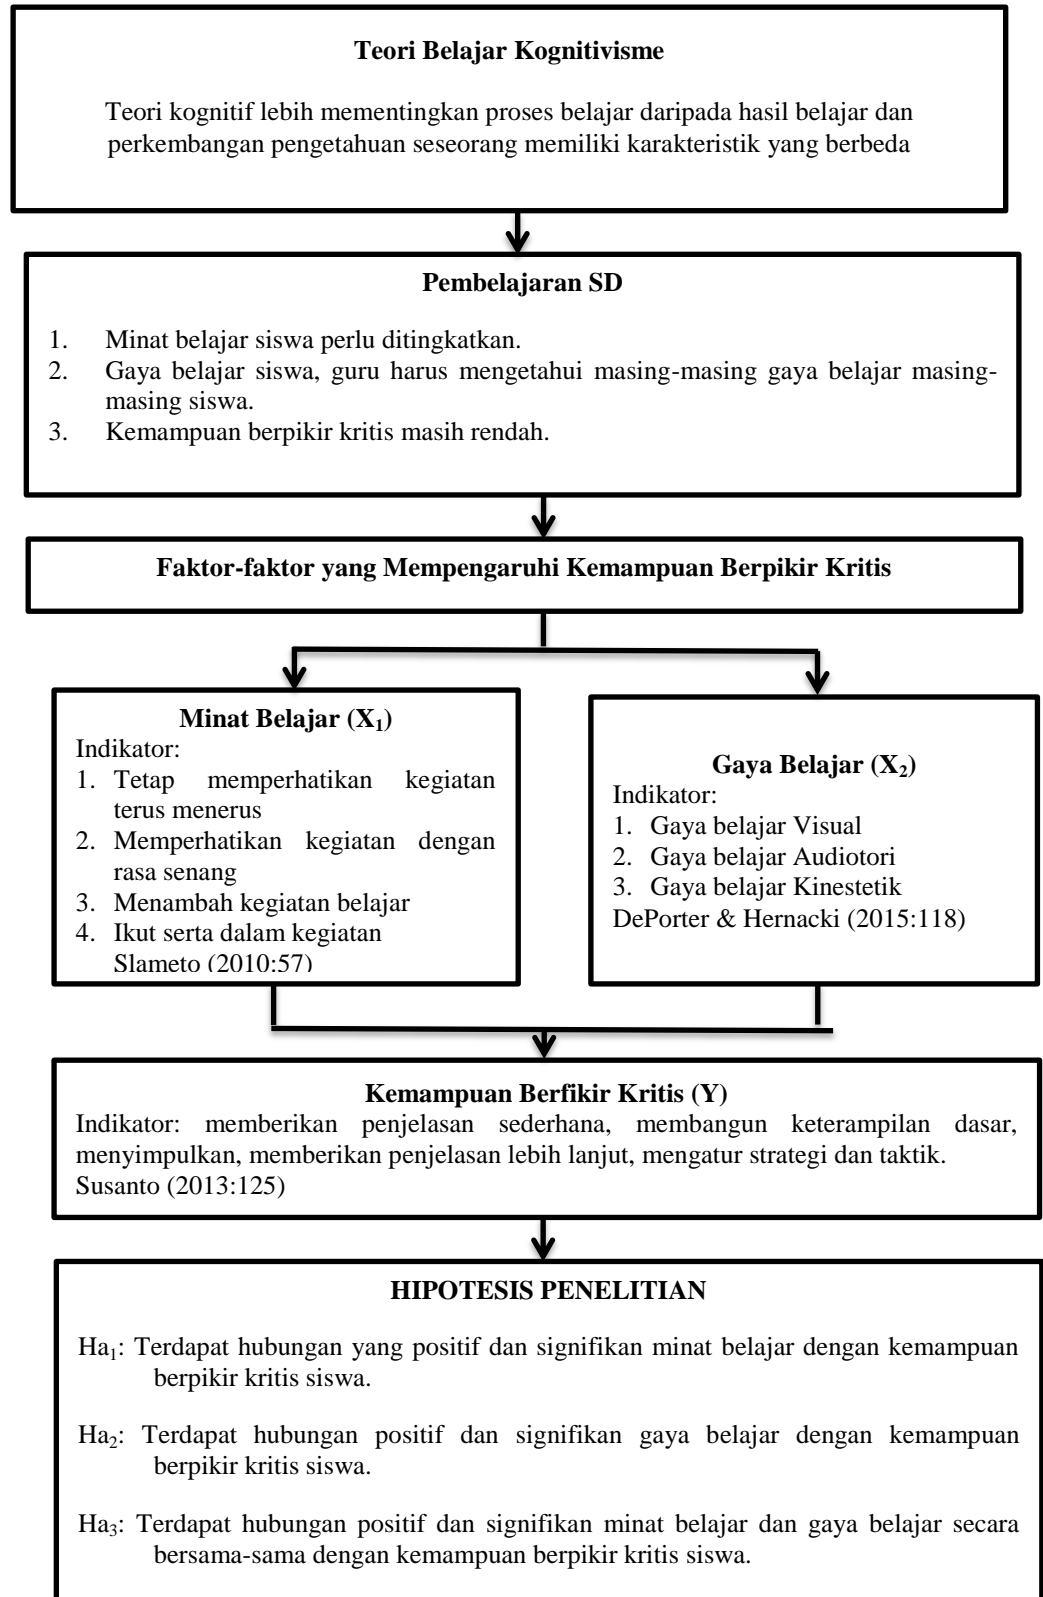 Teori Belajar Kognitivisme
Teori kognitif lebih mementingkan proses belajar daripada hasil belajar dan
perkembangan pengetahuan seseorang memiliki karakteristik yang berbeda
Pembelajaran SD
1. Minat belajar siswa perlu ditingkatkan.
2. Gaya belajar siswa, guru harus mengetahui masing-masing gaya belajar masing-
masing siswa.
3. Kemampuan berpikir kritis masih rendah.
Faktor-faktor yang Mempengaruhi Kemampuan Berpikir Kritis
Minat Belajar (X₁)
Indikator:
1. Tetap memperhatikan kegiatan
terus menerus
2. Memperhatikan kegiatan dengan
rasa senang
3. Menambah kegiatan belajar
4. Ikut serta dalam kegiatan
Slameto (2010:57)
Gaya Belajar (X₂)
Indikator:
1. Gaya belajar Visual
2. Gaya belajar Audiotori
3. Gaya belajar Kinestetik
DePorter & Hernacki (2015:118)
Kemampuan Berfikir Kritis (Y)
Indikator: memberikan penjelasan sederhana, membangun keterampilan dasar,
menyimpulkan, memberikan penjelasan lebih lanjut, mengatur strategi dan taktik.
Susanto (2013:125)
HIPOTESIS PENELITIAN
Ha₁: Terdapat hubungan yang positif dan signifikan minat belajar dengan kemampuan
berpikir kritis siswa.
Ha₂: Terdapat hubungan positif dan signifikan gaya belajar dengan kemampuan
berpikir kritis siswa.
Ha₃: Terdapat hubungan positif dan signifikan minat belajar dan gaya belajar secara
bersama-sama dengan kemampuan berpikir kritis siswa.